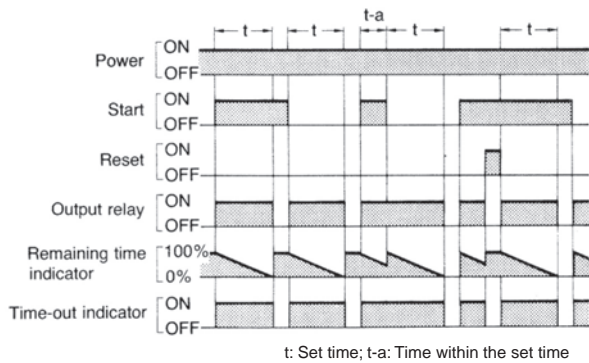 t-a
t t t t
Power ON
OFF
Start ON
OFF
Reset ON
OFF
Output relay ON
OFF
Remaining time indicator 100%
0%
Time-out indicator ON
OFF
t: Set time; t-a: Time within the set time